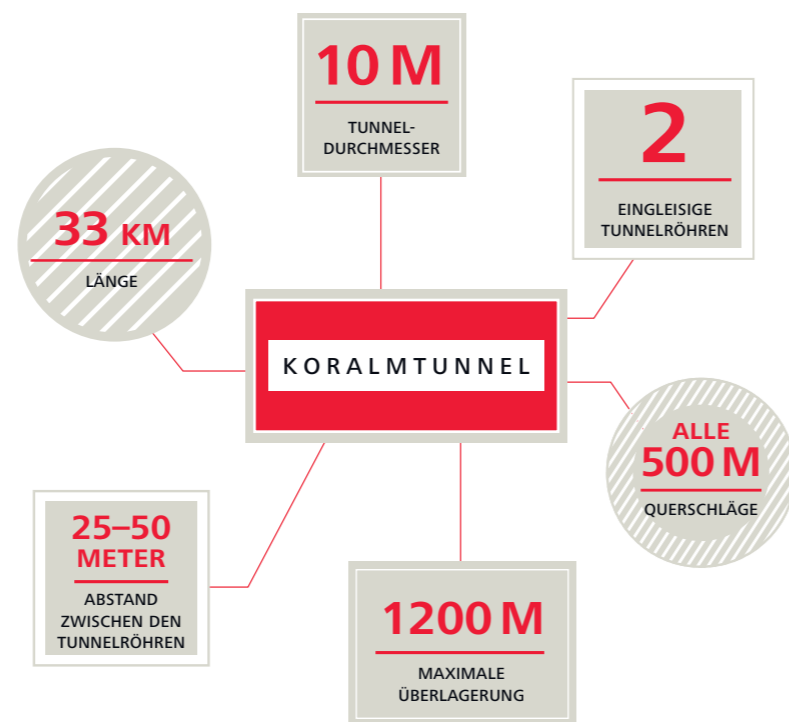 10 M
TUNNEL-
DURCHMESSER
2
EINGLEISIGE
TUNNELRÖHREN
33 KM
LÄNGE
KORALMTUNNEL
ALLE
500 M
QUERSCHLÄGE
25–50
METER
ABSTAND
ZWISCHEN DEN
TUNNELRÖHREN
1200 M
MAXIMALE
ÜBERLAGERUNG